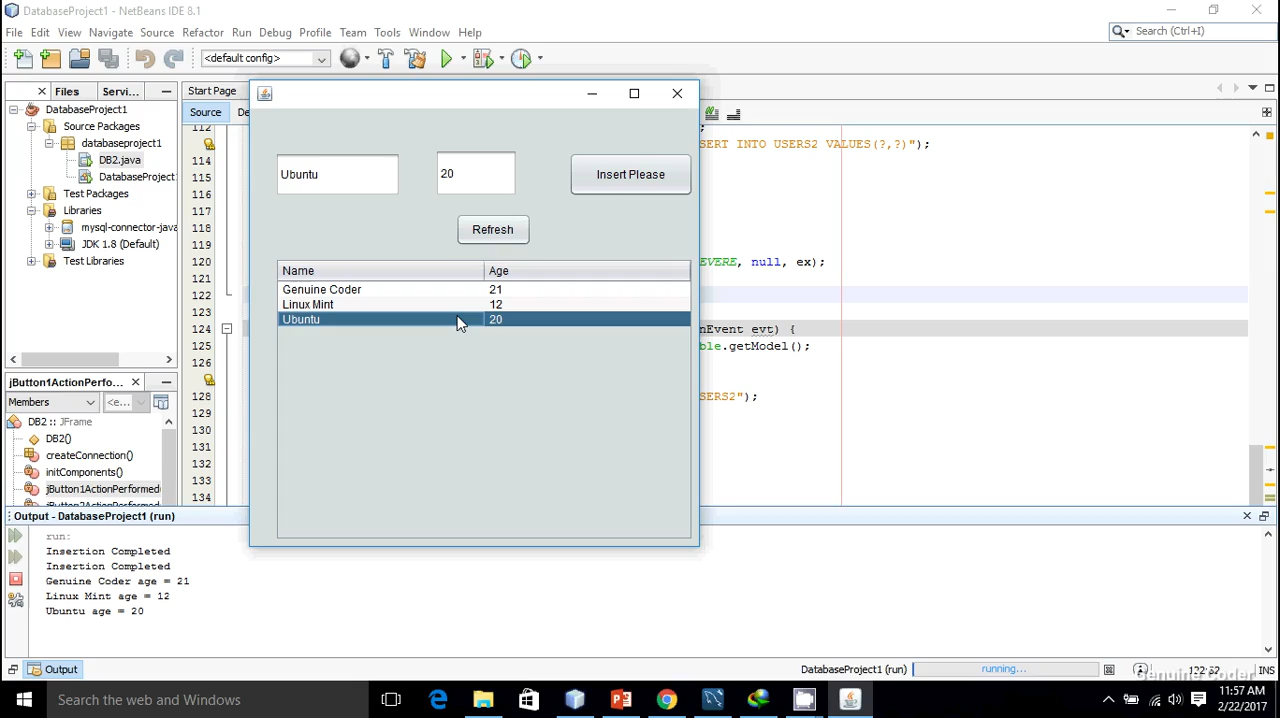 DatabaseProject1 - NetBeans IDE 8.1
File Edit View Navigate Source Refactor Run Debug Profile Team Tools Window Help
Search (Ctrl+I)
<default config>
Files Servi...
Start Page
DatabaseProject1
Source Packages
databaseproject1
DB2.java
DatabaseProject1
Test Packages
Libraries
mysql-connector-java
JDK 1.8 (Default)
Test Libraries
Source De
112 ;
SERT INTO USERS2 VALUES(?,?)");
114
115
116
117
118
119
120 EVERE, null, ex);
121
122
123
124 nEvent evt) {
125 ble.getModel();
126
128 SERS2");
129
130
131
132
133
134
Ubuntu 20 Insert Please
Refresh
Name Age
Genuine Coder 21
Linux Mint 12
Ubuntu 20
jButton1ActionPerfo...
Members <e...
DB2 :: JFrame
DB2()
createConnection()
initComponents()
jButton1ActionPerformed
Output - DatabaseProject1 (run)
run:
Insertion Completed
Insertion Completed
Genuine Coder age = 21
Linux Mint age = 12
Ubuntu age = 20
Output
DatabaseProject1 (run) running... INS
Genuine Coder
Search the web and Windows
11:57 AM
2/22/2017